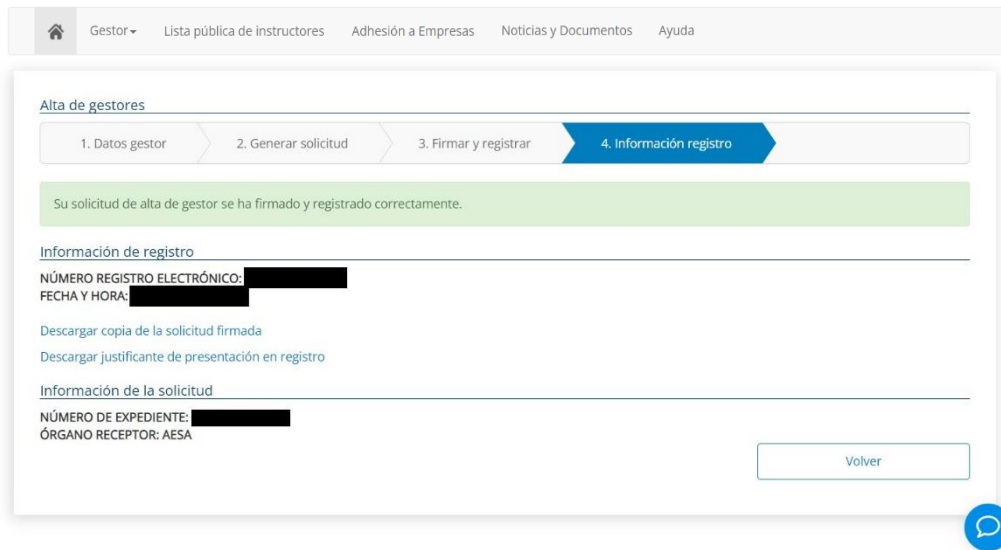 Gestor Lista pública de instructores Adhesión a Empresas Noticias y Documentos Ayuda
Alta de gestores
1. Datos gestor 2. Generar solicitud 3. Firmar y registrar 4. Información registro
Su solicitud de alta de gestor se ha firmado y registrado correctamente.
Información de registro
NÚMERO REGISTRO ELECTRÓNICO:
FECHA Y HORA:
Descargar copia de la solicitud firmada
Descargar justificante de presentación en registro
Información de la solicitud
NÚMERO DE EXPEDIENTE:
ÓRGANO RECEPTOR: AESA
Volver